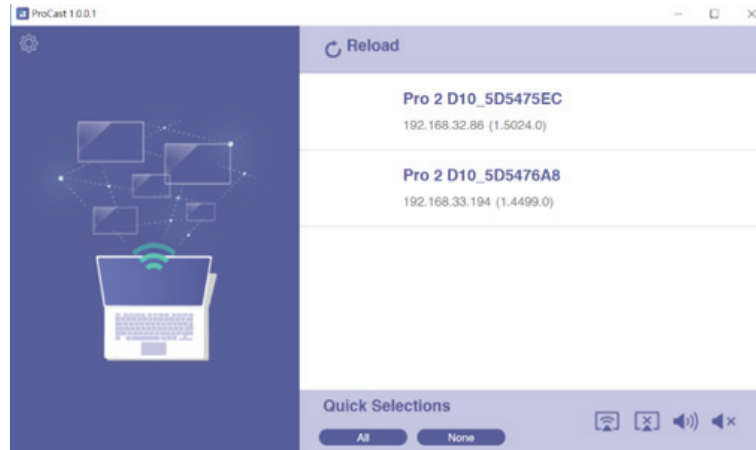 ProCast 1.0.0.1
Reload
Pro 2 D10_5D5475EC
192.168.32.86 (1.5024.0)
Pro 2 D10_5D5476A8
192.168.33.194 (1.4499.0)
Quick Selections
All
None